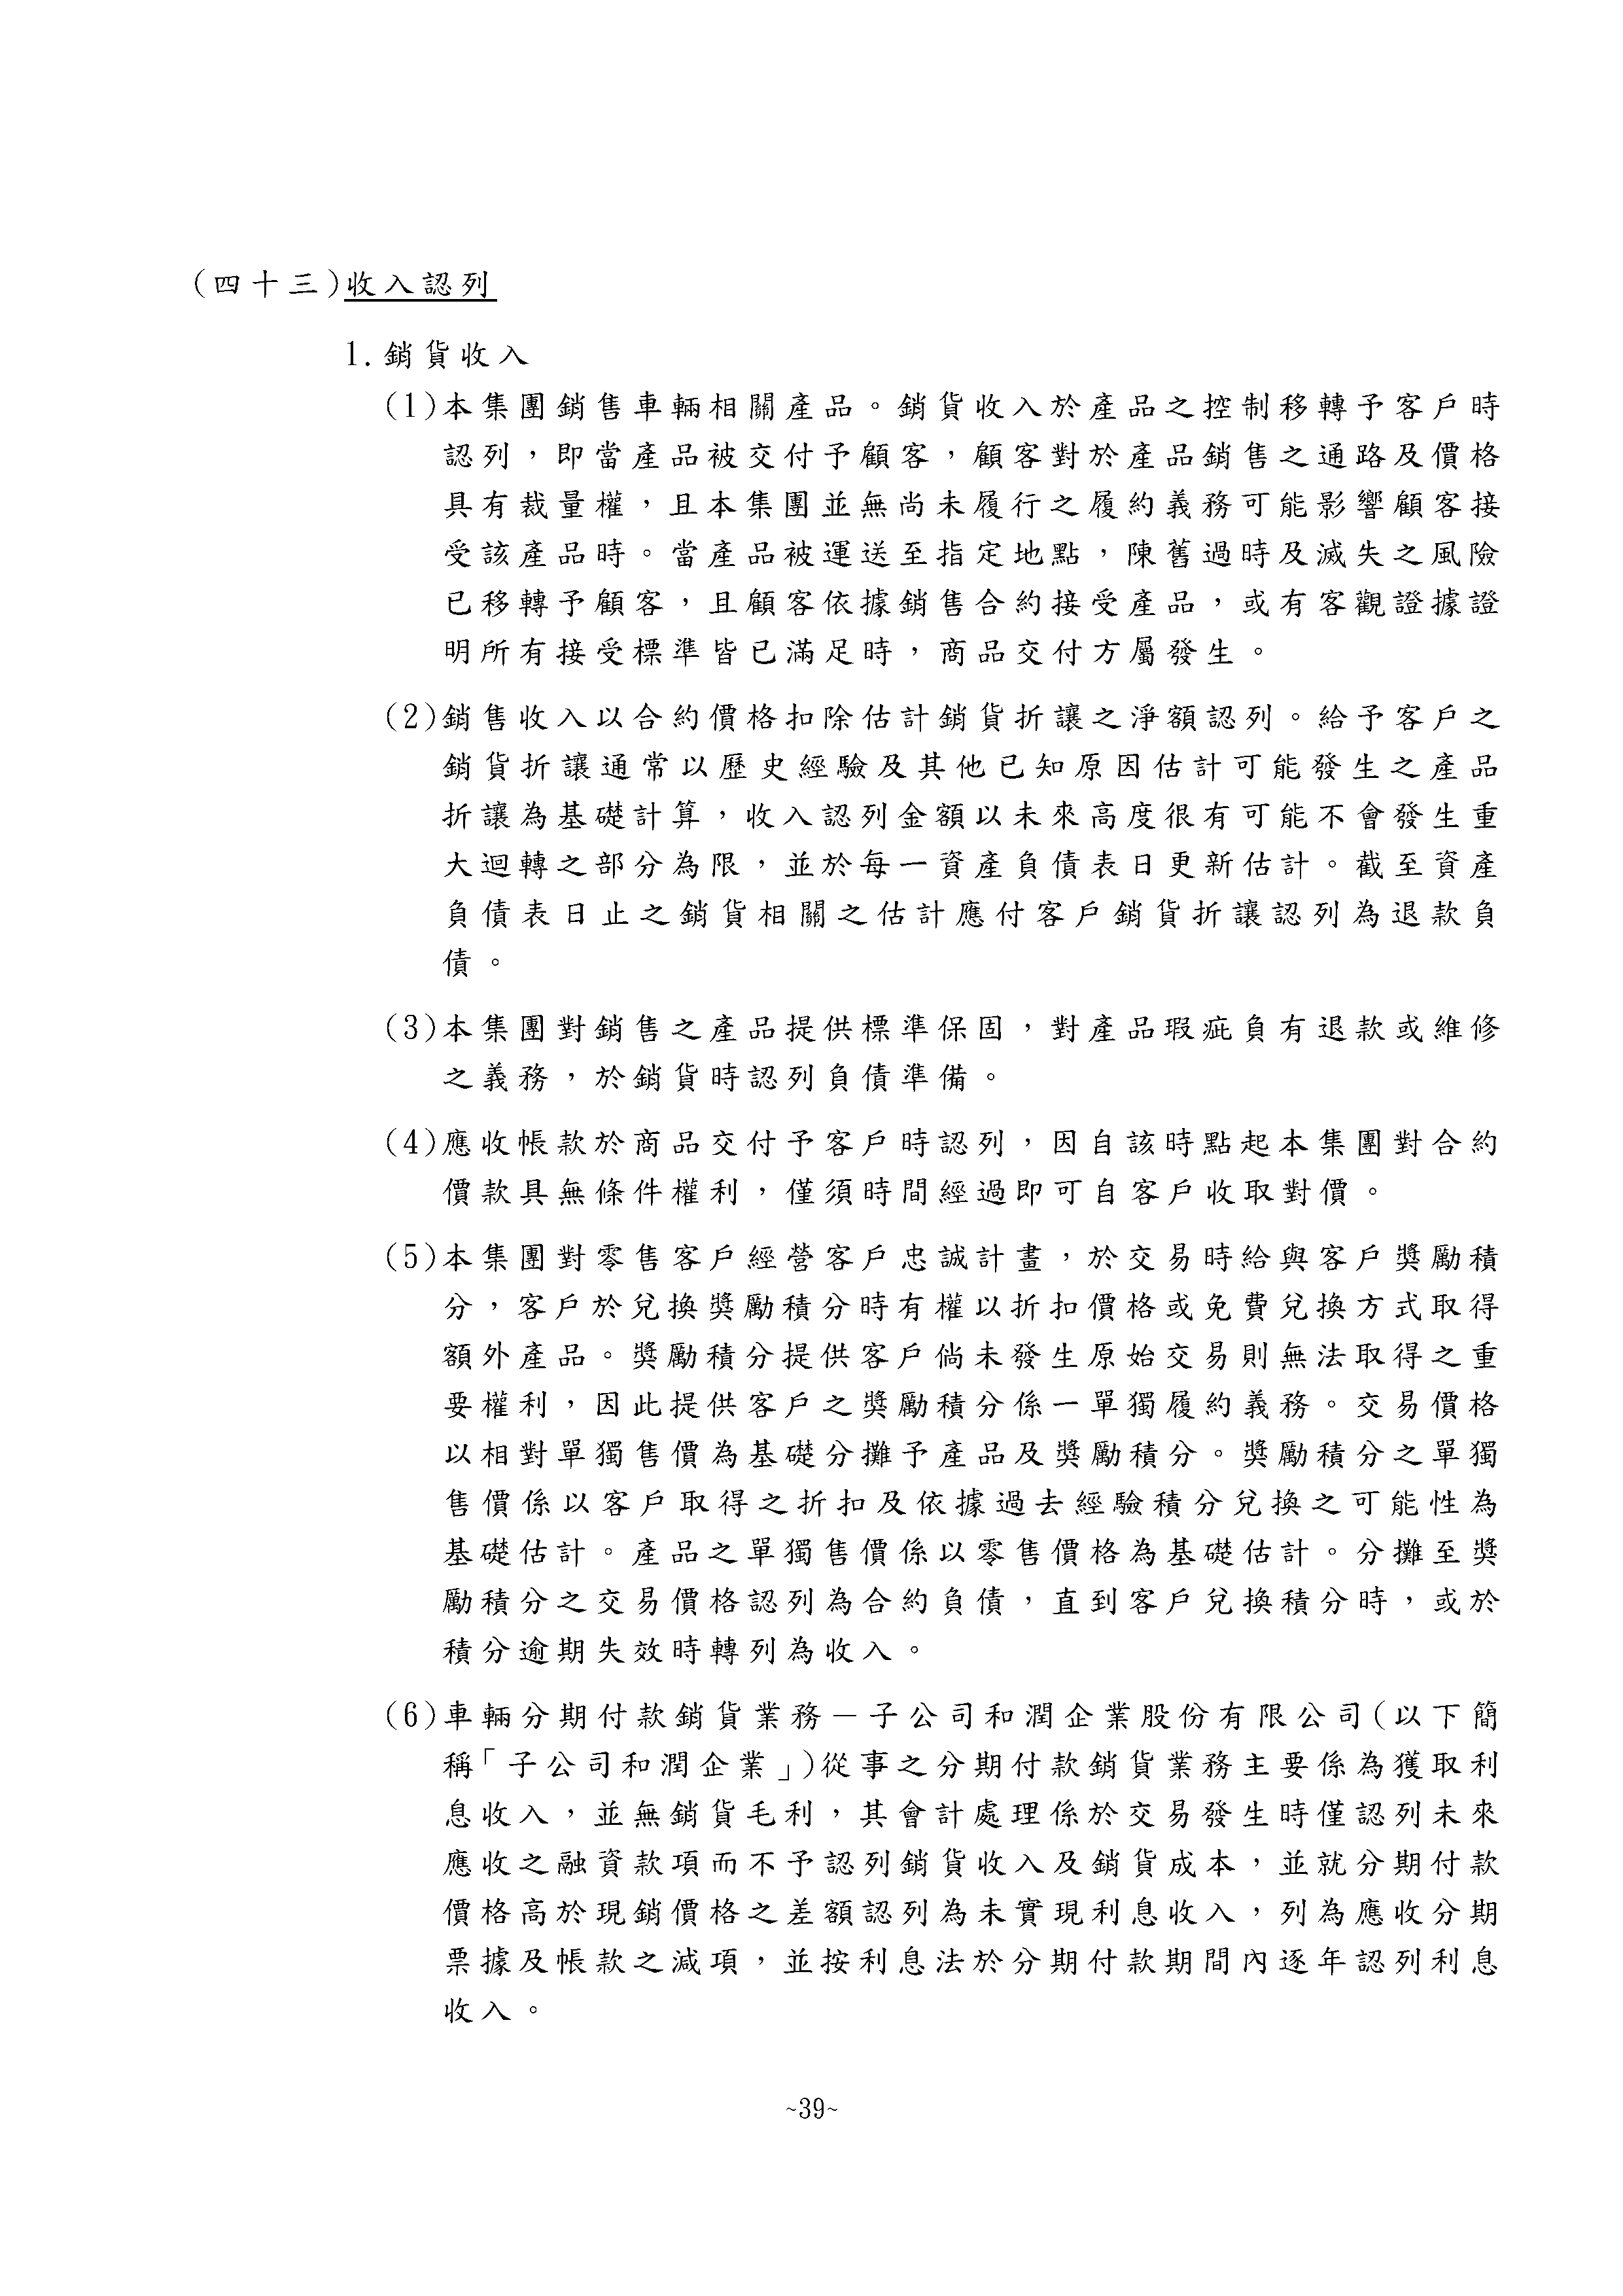 (四十三)收入認列
1.銷貨收入
(1)本集團銷售車輛相關產品。銷貨收入於產品之控制移轉予客戶時
認列，即當產品被交付予顧客，顧客對於產品銷售之通路及價格
具有裁量權，且本集團並無尚未履行之履約義務可能影響顧客接
受該產品時。當產品被運送至指定地點，陳舊過時及滅失之風險
已移轉予顧客，且顧客依據銷售合約接受產品，或有客觀證據證
明所有接受標準皆已滿足時，商品交付方屬發生。
(2)銷售收入以合約價格扣除估計銷貨折讓之淨額認列。給予客戶之
銷貨折讓通常以歷史經驗及其他已知原因估計可能發生之產品
折讓為基礎計算，收入認列金額以未來高度很有可能不會發生重
大迴轉之部分為限，並於每一資產負債表日更新估計。截至資產
負債表日止之銷貨相關之估計應付客戶銷貨折讓認列為退款負
債。
(3)本集團對銷售之產品提供標準保固，對產品瑕疵負有退款或維修
之義務，於銷貨時認列負債準備。
(4)應收帳款於商品交付予客戶時認列，因自該時點起本集團對合約
價款具無條件權利，僅須時間經過即可自客戶收取對價。
(5)本集團對零售客戶經營客戶忠誠計畫，於交易時給與客戶獎勵積
分，客戶於兌換獎勵積分時有權以折扣價格或免費兌換方式取得
額外產品。獎勵積分提供客戶倘未發生原始交易則無法取得之重
要權利，因此提供客戶之獎勵積分係一單獨履約義務。交易價格
以相對單獨售價為基礎分攤予產品及獎勵積分。獎勵積分之單獨
售價係以客戶取得之折扣及依據過去經驗積分兌換之可能性為
基礎估計。產品之單獨售價係以零售價格為基礎估計。分攤至獎
勵積分之交易價格認列為合約負債，直到客戶兌換積分時，或於
積分逾期失效時轉列為收入。
(6)車輛分期付款銷貨業務－子公司和潤企業股份有限公司(以下簡
稱「子公司和潤企業」)從事之分期付款銷貨業務主要係為獲取利
息收入，並無銷貨毛利，其會計處理係於交易發生時僅認列未來
應收之融資款項而不予認列銷貨收入及銷貨成本，並就分期付款
價格高於現銷價格之差額認列為未實現利息收入，列為應收分期
票據及帳款之減項，並按利息法於分期付款期間內逐年認列利息
收入。
~39~